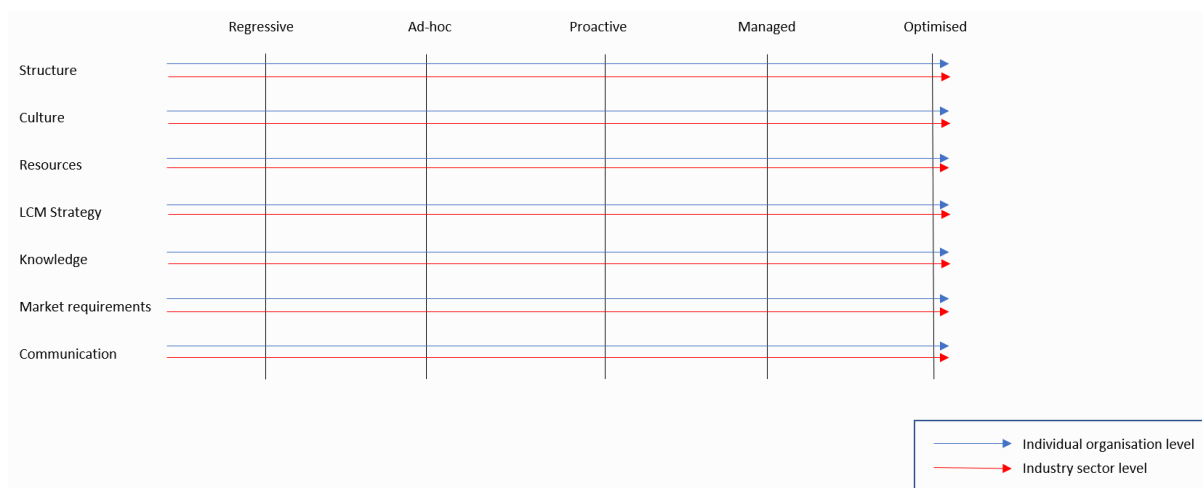 Regressive Ad-hoc Proactive Managed Optimised
Structure
Culture
Resources
LCM Strategy
Knowledge
Market requirements
Communication
Individual organisation level
Industry sector level